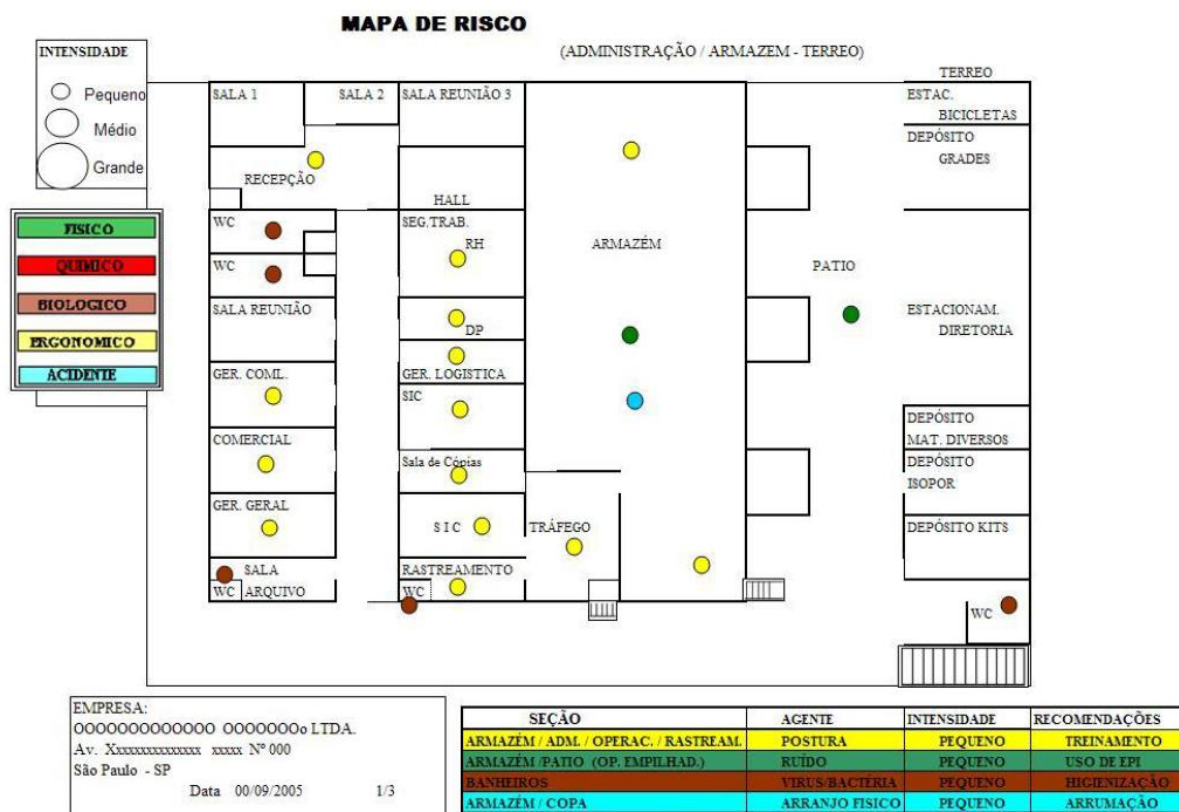 MAPA DE RISCO
(ADMINISTRAÇÃO / ARMAZEM - TERREO)
INTENSIDADE
Pequeno
Médio
Grande
FISICO
QUIMICO
BIOLOGICO
ERGONOMICO
ACIDENTE
SALA 1
SALA 2
SALA REUNIÃO 3
RECEPÇÃO
HALL
WC
WC
SEG.TRAB.
RH
SALA REUNIÃO
DP
GER. COML.
GER. LOGISTICA
SIC
COMERCIAL
Sala de Cópias
GER. GERAL
S I C
TRÁFEGO
SALA
WC ARQUIVO
RASTREAMENTO
WC
ARMAZÉM
PATIO
TERREO
ESTAC.
BICICLETAS
DEPÓSITO
GRADES
ESTACIONAM.
DIRETORIA
DEPÓSITO
MAT. DIVERSOS
DEPÓSITO
ISOPOR
DEPÓSITO KITS
WC
EMPRESA:
OOOOOOOOOOOOOO OOOOOOOo LTDA.
Av. Xxxxxxxxxxxxxx xxxxx Nº 000
São Paulo - SP
Data 00/09/2005 1/3
SEÇÃO AGENTE INTENSIDADE RECOMENDAÇÕES
ARMAZÉM / ADM. / OPERAC. / RASTREAM. POSTURA PEQUENO TREINAMENTO
ARMAZÉM /PATIO (OP. EMPILHAD.) RUÍDO PEQUENO USO DE EPI
BANHEIROS VIRUS/BACTÉRIA PEQUENO HIGIENIZAÇÃO
ARMAZÉM / COPA ARRANJO FISICO PEQUENO ARRUMAÇÃO